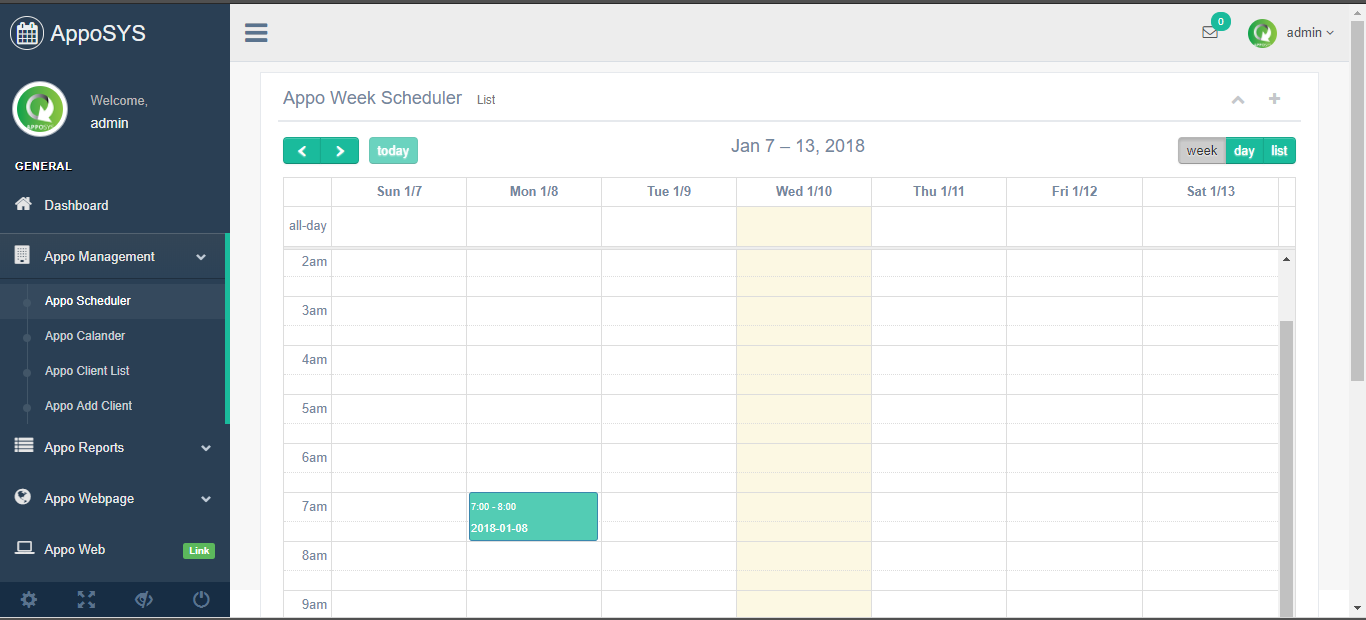 AppoSYS
Welcome,
admin
GENERAL
Dashboard
Appo Management
Appo Scheduler
Appo Calander
Appo Client List
Appo Add Client
Appo Reports
Appo Webpage
Appo Web Link
0
admin
Appo Week Scheduler List
today
Jan 7 – 13, 2018
week day list
Sun 1/7 Mon 1/8 Tue 1/9 Wed 1/10 Thu 1/11 Fri 1/12 Sat 1/13
all-day
2am
3am
4am
5am
6am
7am
7:00 - 8:00
2018-01-08
8am
9am